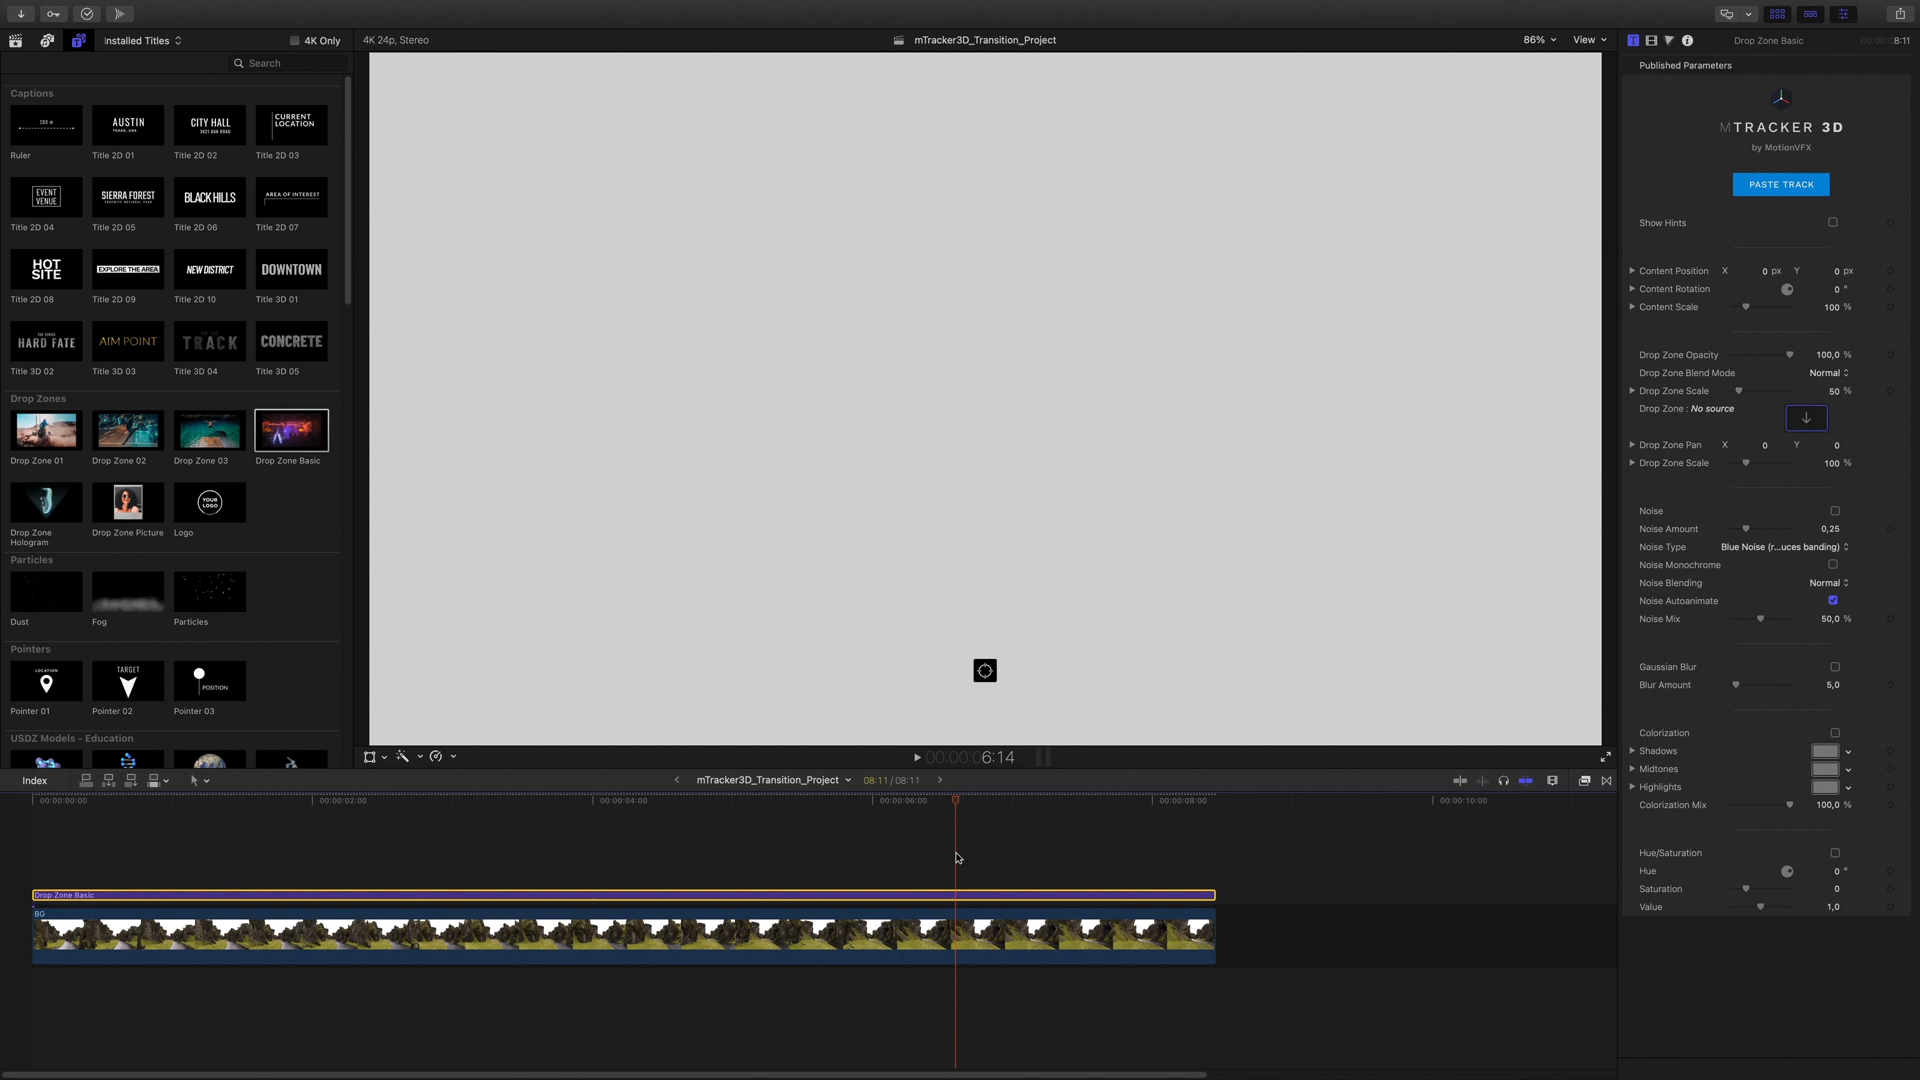 Installed Titles
4K Only
4K 24p, Stereo
mTracker3D_Transition_Project
86%
View
Drop Zone Basic
00:00:08:11
Search
Published Parameters
Captions
200 m
AUSTIN
TEXAS, USA
CITY HALL
3421 OAK ROAD
CURRENT
LOCATION
Ruler
Title 2D 01
Title 2D 02
Title 2D 03
EVENT
VENUE
SIERRA FOREST
BLACK HILLS
AREA OF INTEREST
Title 2D 04
Title 2D 05
Title 2D 06
Title 2D 07
HOT
SITE
EXPLORE THE AREA
NEW DISTRICT
DOWNTOWN
Title 2D 08
Title 2D 09
Title 2D 10
Title 3D 01
HARD FATE
AIM POINT
TRACK
CONCRETE
Title 3D 02
Title 3D 03
Title 3D 04
Title 3D 05
Drop Zones
Drop Zone 01
Drop Zone 02
Drop Zone 03
Drop Zone Basic
YOUR
LOGO
Drop Zone
Hologram
Drop Zone Picture
Logo
Particles
Dust
Fog
Particles
Pointers
LOCATION
TARGET
POSITION
Pointer 01
Pointer 02
Pointer 03
USDZ Models - Education
MTRACKER 3D
by MotionVFX
PASTE TRACK
Show Hints
Content Position X 0 px Y 0 px
Content Rotation 0 °
Content Scale 100 %
Drop Zone Opacity 100,0 %
Drop Zone Blend Mode Normal
Drop Zone Scale 50 %
Drop Zone : No source
Drop Zone Pan X 0 Y 0
Drop Zone Scale 100 %
Noise
Noise Amount 0,25
Noise Type Blue Noise (r...uces banding)
Noise Monochrome
Noise Blending Normal
Noise Autoanimate
Noise Mix 50,0 %
Gaussian Blur
Blur Amount 5,0
Colorization
Shadows
Midtones
Highlights
Colorization Mix 100,0 %
Hue/Saturation
Hue 0 °
Saturation 0
Value 1,0
00:00:06:14
Index
mTracker3D_Transition_Project
08:11 / 08:11
00:00:00:00
00:00:02:00
00:00:04:00
00:00:06:00
00:00:08:00
00:00:10:00
Drop Zone Basic
BG